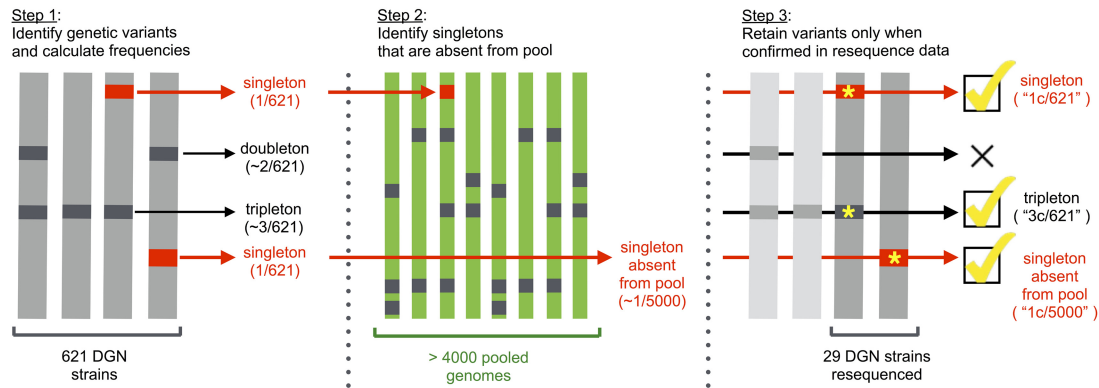 Step 1:
Identify genetic variants
and calculate frequencies
singleton
(1/621)
doubleton
(~2/621)
tripleton
(~3/621)
singleton
(1/621)
621 DGN
strains
Step 2:
Identify singletons
that are absent from pool
singleton
absent
from pool
(~1/5000)
> 4000 pooled
genomes
Step 3:
Retain variants only when
confirmed in resequence data
*
singleton
( “1c/621” )
*
tripleton
( “3c/621” )
*
singleton
absent
from pool
( “1c/5000” )
29 DGN strains
resequenced